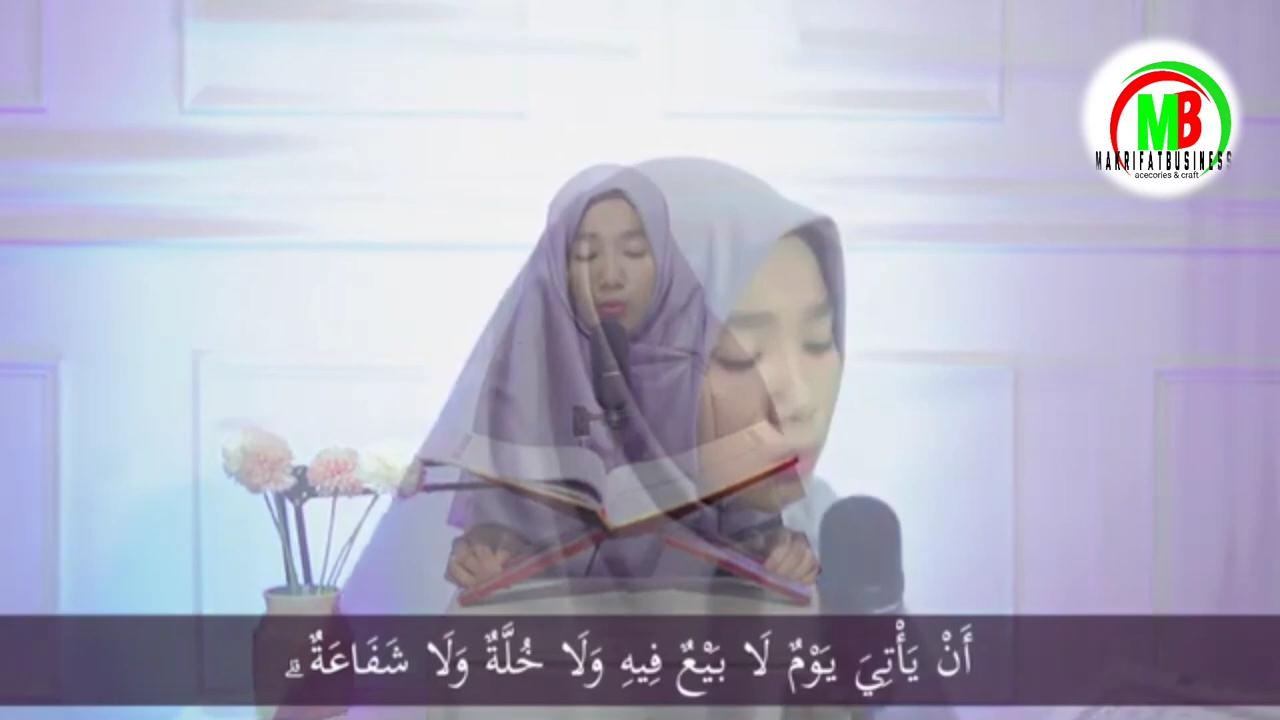 MB
MAKRIFATBUSINESS
acecories & craft
أَنْ يَأْتِيَ يَوْمٌ لَا بَيْعٌ فِيهِ وَلَا خُلَّةٌ وَلَا شَفَاعَةٌ ۗ